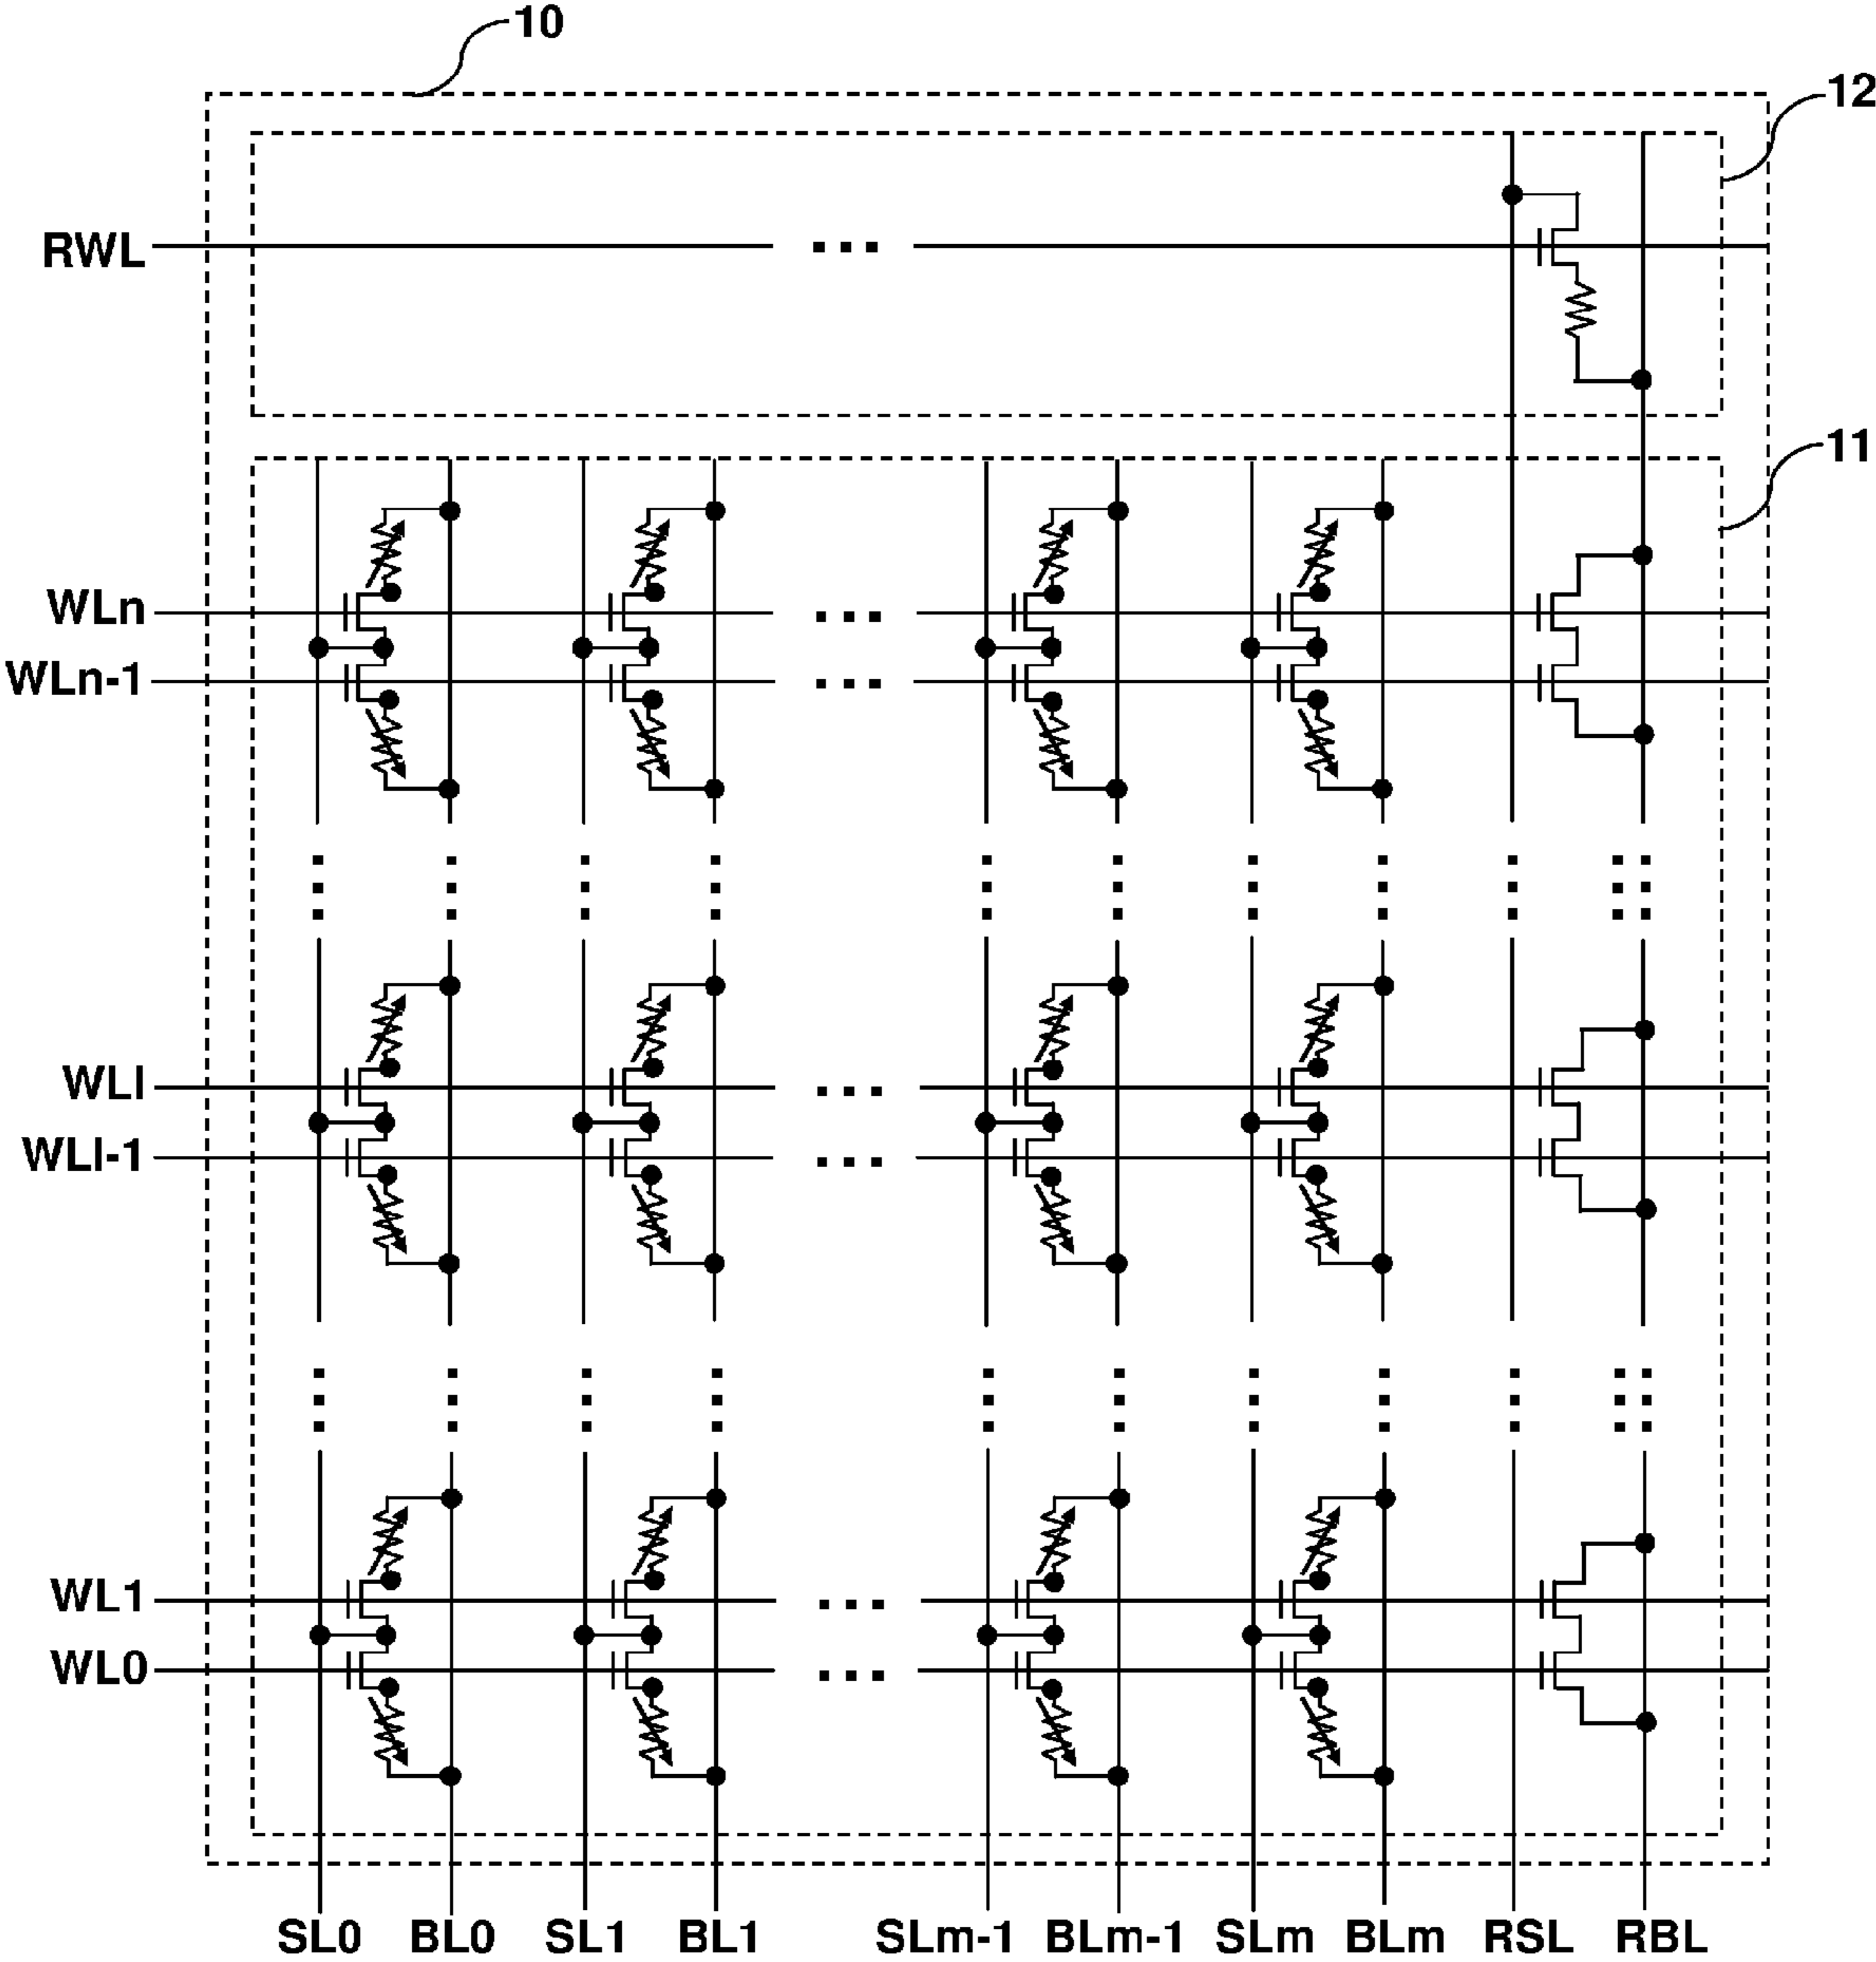 10
12
RWL
11
WLn
WLn-1
WLl
WLl-1
WL1
WL0
SL0 BL0 SL1 BL1 SLm-1 BLm-1 SLm BLm RSL RBL